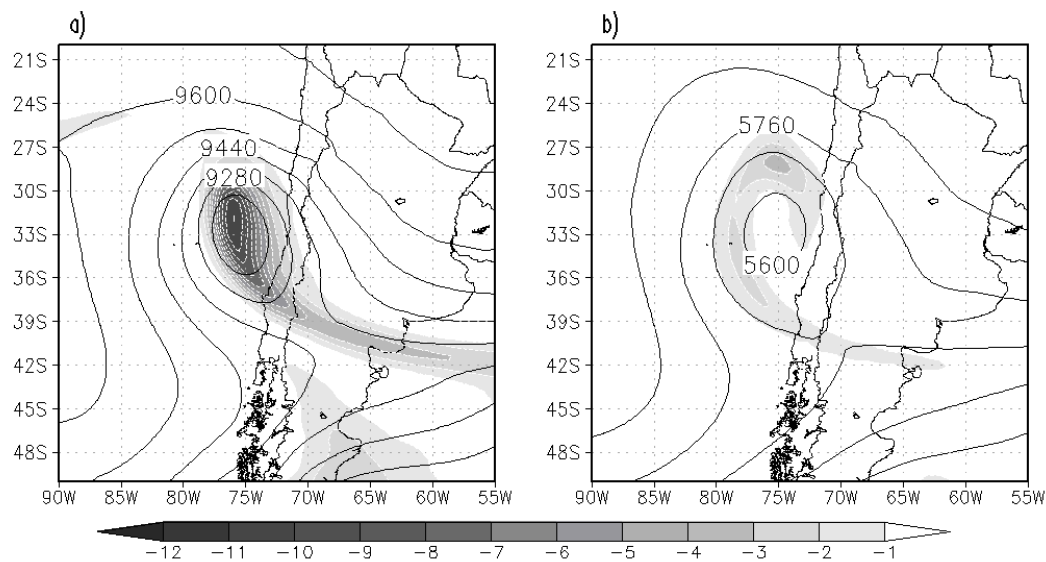 a) b)
21S 21S
24S 9600 24S
27S 5760 27S
9440
9280
30S 30S
33S 33S
36S 5600 36S
39S 39S
42S 42S
45S 45S
48S 48S
90W 85W 80W 75W 70W 65W 60W 55W 90W 85W 80W 75W 70W 65W 60W 55W
-12 -11 -10 -9 -8 -7 -6 -5 -4 -3 -2 -1